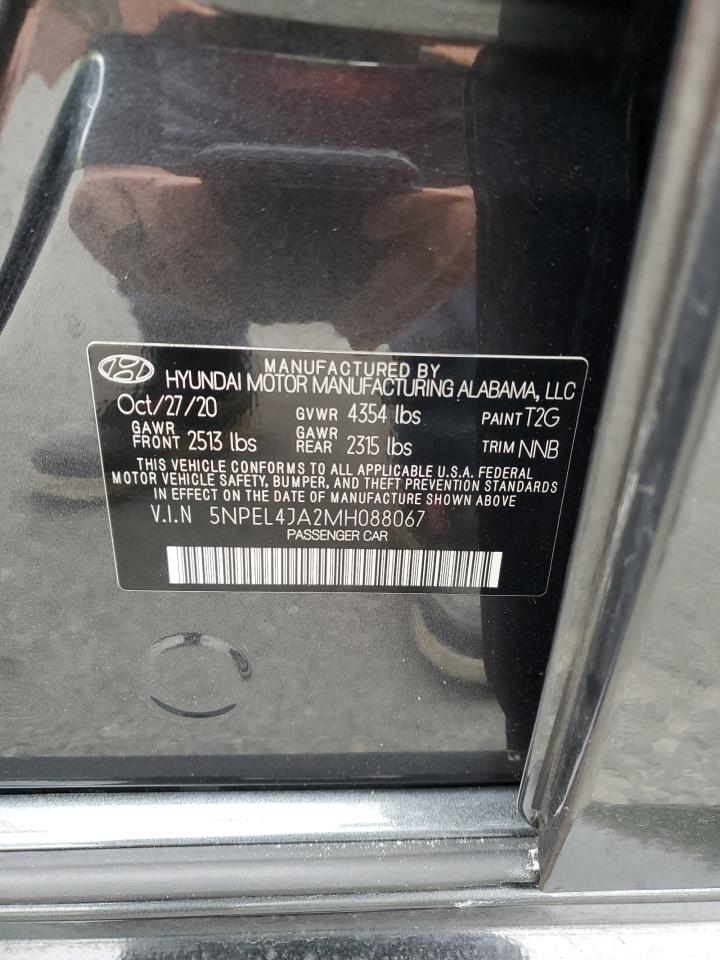 MANUFACTURED BY
HYUNDAI MOTOR MANUFACTURING ALABAMA, LLC
Oct/27/20 GVWR 4354 lbs PAINT T2G
GAWR FRONT 2513 lbs GAWR REAR 2315 lbs TRIM NNB
THIS VEHICLE CONFORMS TO ALL APPLICABLE U.S.A. FEDERAL
MOTOR VEHICLE SAFETY, BUMPER, AND THEFT PREVENTION STANDARDS
IN EFFECT ON THE DATE OF MANUFACTURE SHOWN ABOVE
V.I.N 5NPEL4JA2MH088067
PASSENGER CAR